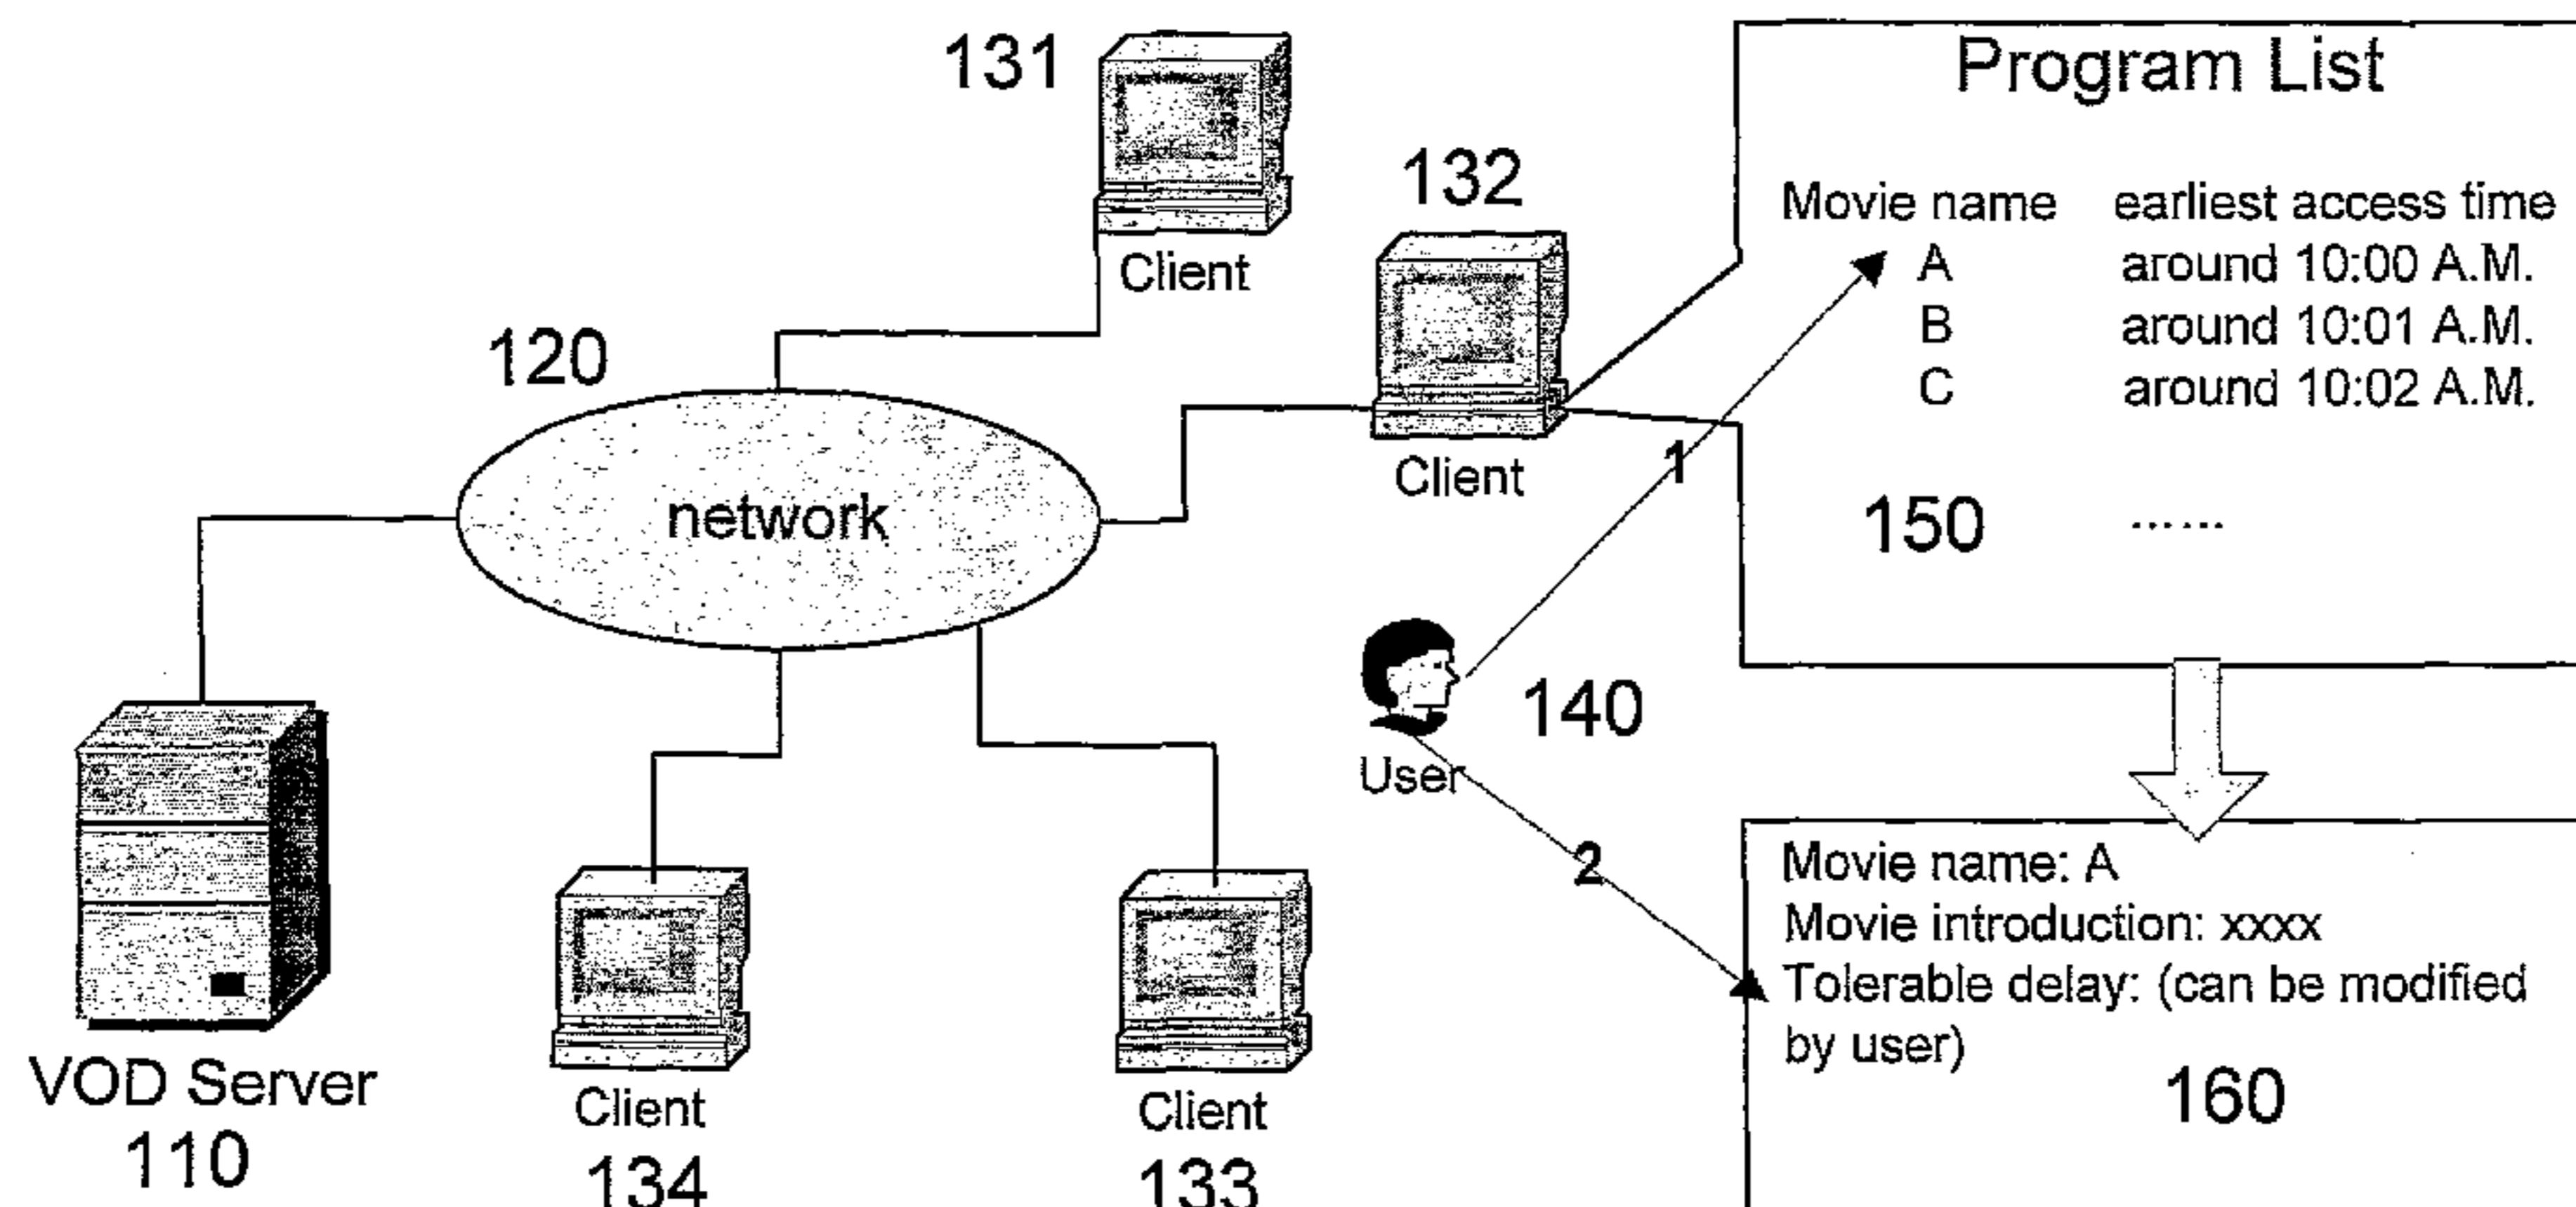 131
Client
132
Client
120
network
VOD Server
110
Client
134
Client
133
140
User
1
2
Program List
Movie name earliest access time
A around 10:00 A.M.
B around 10:01 A.M.
C around 10:02 A.M.
150 ......
Movie name: A
Movie introduction: xxxx
Tolerable delay: (can be modified
by user)
160